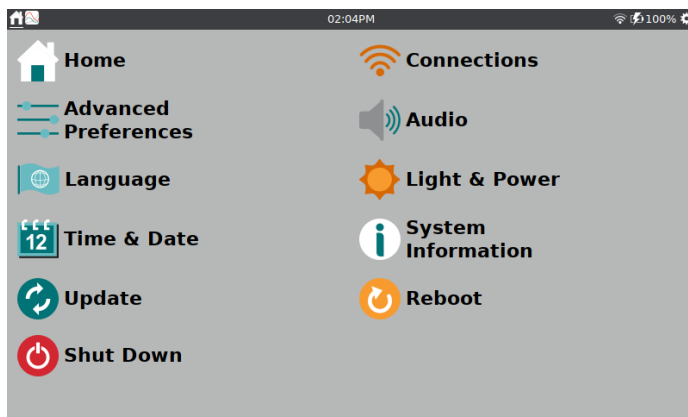 02:04PM
100%
Home
Connections
Advanced
Preferences
Audio
Language
Light & Power
12
Time & Date
System
Information
Update
Reboot
Shut Down